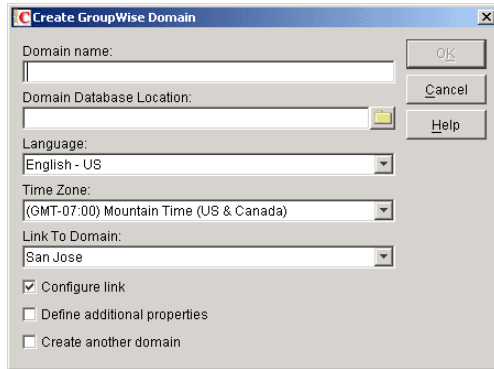 Create GroupWise Domain
Domain name:
OK
Domain Database Location:
Cancel
Help
Language:
English - US
Time Zone:
(GMT-07:00) Mountain Time (US & Canada)
Link To Domain:
San Jose
Configure link
Define additional properties
Create another domain